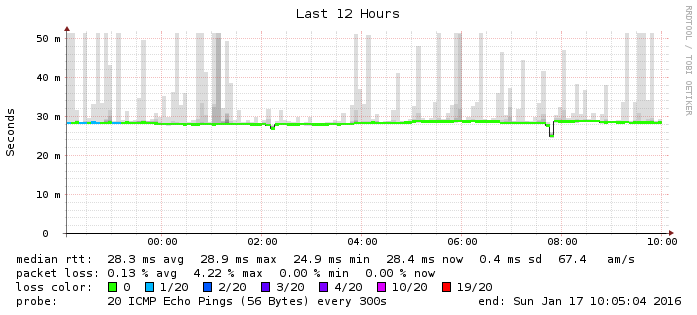 Last 12 Hours
RRDTOOL / TOBI OETIKER
Seconds
50 m
40 m
30 m
20 m
10 m
0
00:00 02:00 04:00 06:00 08:00 10:00
median rtt: 28.3 ms avg 28.9 ms max 24.9 ms min 28.4 ms now 0.4 ms sd 67.4 am/s
packet loss: 0.13 % avg 4.22 % max 0.00 % min 0.00 % now
loss color: 0 1/20 2/20 3/20 4/20 10/20 19/20
probe: 20 ICMP Echo Pings (56 Bytes) every 300s end: Sun Jan 17 10:05:04 2016